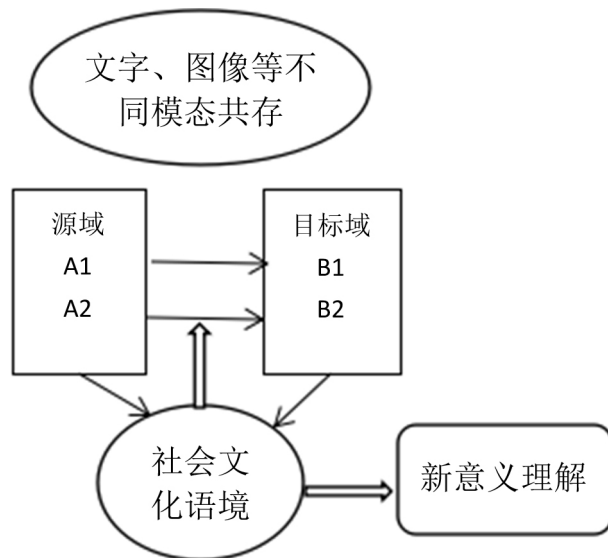 文字、图像等不
同模态共存
源域
A1
A2
目标域
B1
B2
社会文
化语境
新意义理解